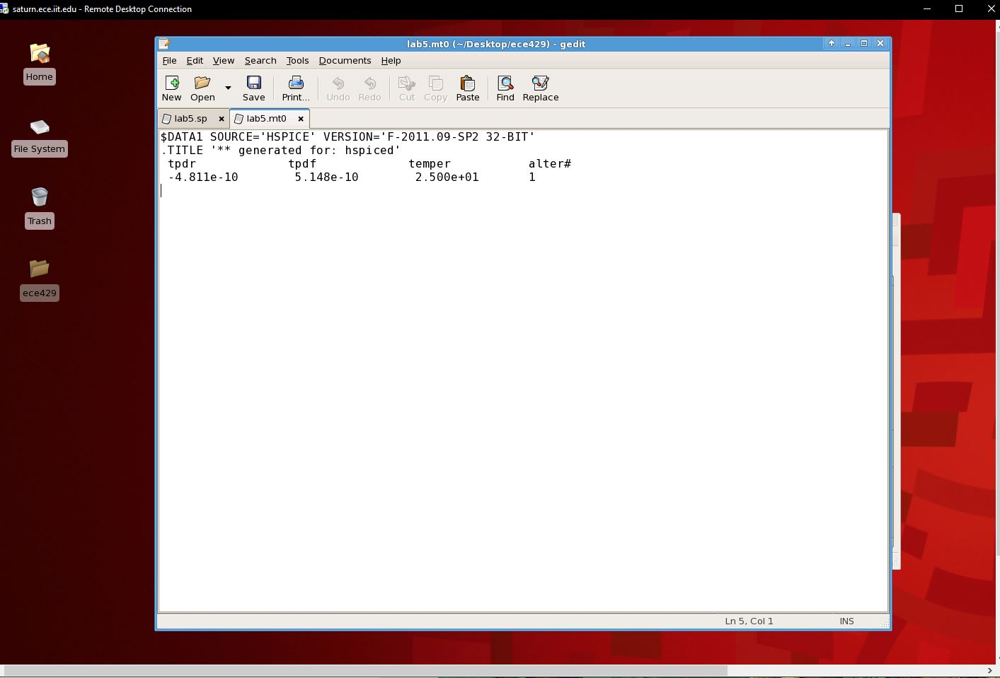 saturn.ece.iit.edu - Remote Desktop Connection
Home
File System
Trash
ece429
lab5.mt0 (~/Desktop/ece429) - gedit
File Edit View Search Tools Documents Help
New Open Save Print... Undo Redo Cut Copy Paste Find Replace
lab5.sp lab5.mt0
$DATA1 SOURCE='HSPICE' VERSION='F-2011.09-SP2 32-BIT'
.TITLE '** generated for: hspiced'
tpdr tpdf temper alter#
-4.811e-10 5.148e-10 2.500e+01 1
Ln 5, Col 1 INS